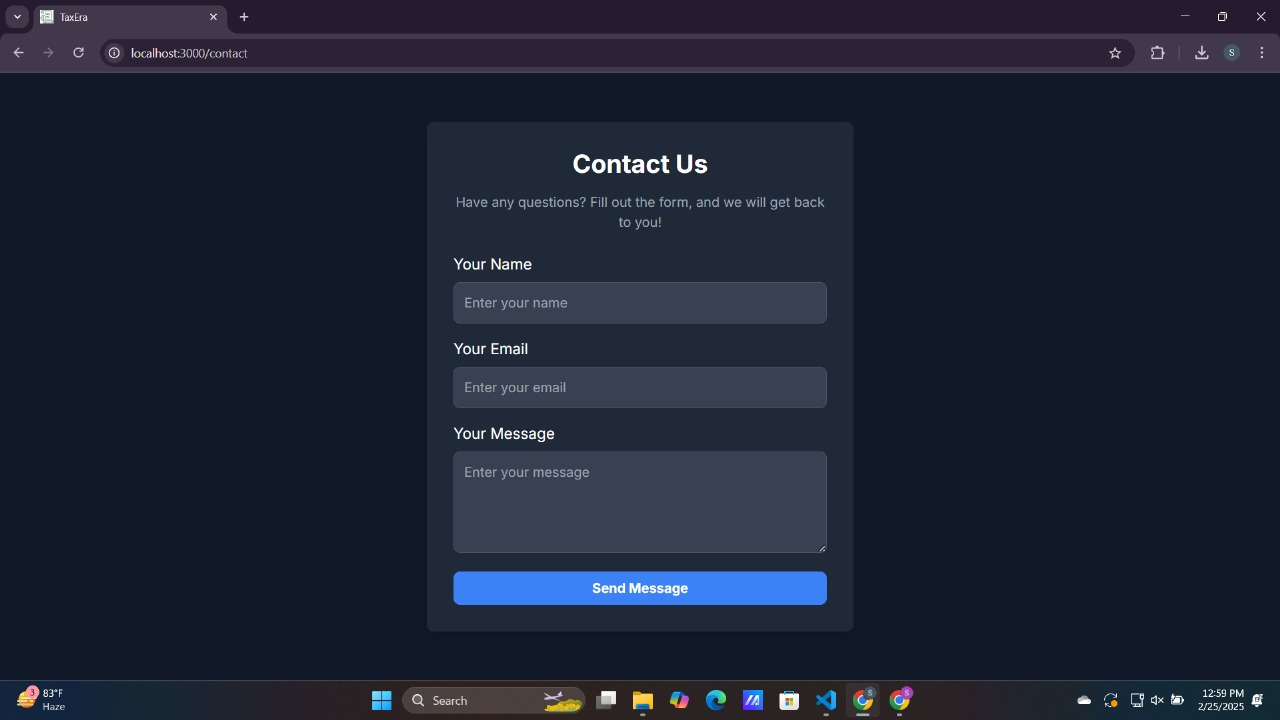 TaxEra
localhost:3000/contact
S
Contact Us
Have any questions? Fill out the form, and we will get back
to you!
Your Name
Enter your name
Your Email
Enter your email
Your Message
Enter your message
Send Message
3
83°F
Haze
Search
S
S
12:59 PM
2/25/2025